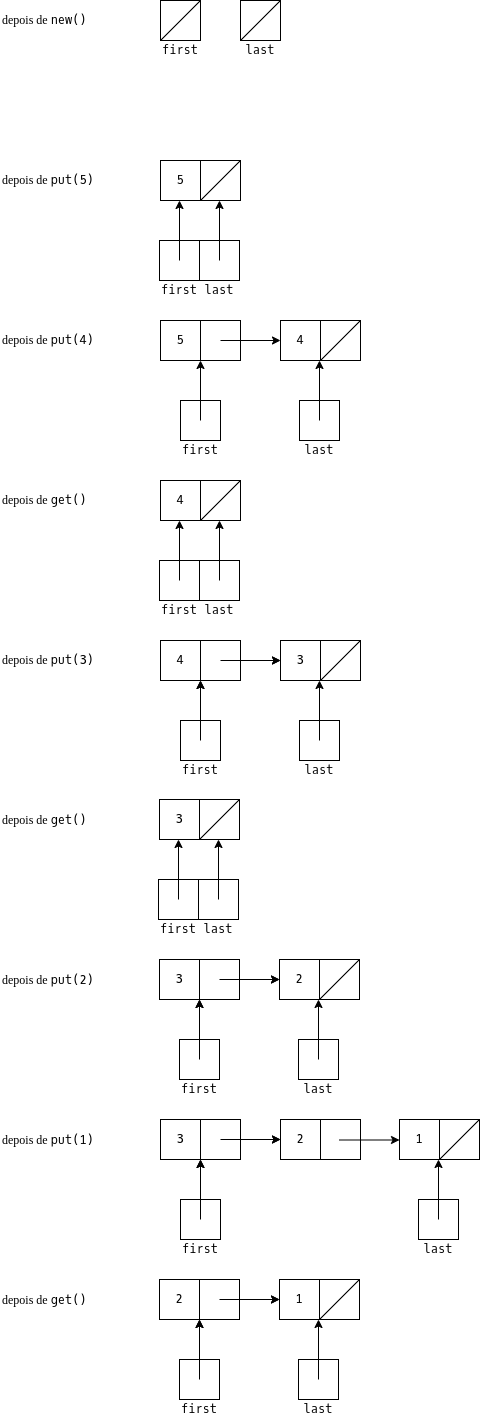 depois de new()
first last
depois de put(5)
5
first last
depois de put(4)
5 4
first last
depois de get()
4
first last
depois de put(3)
4 3
first last
depois de get()
3
first last
depois de put(2)
3 2
first last
depois de put(1)
3 2 1
first last
depois de get()
2 1
first last